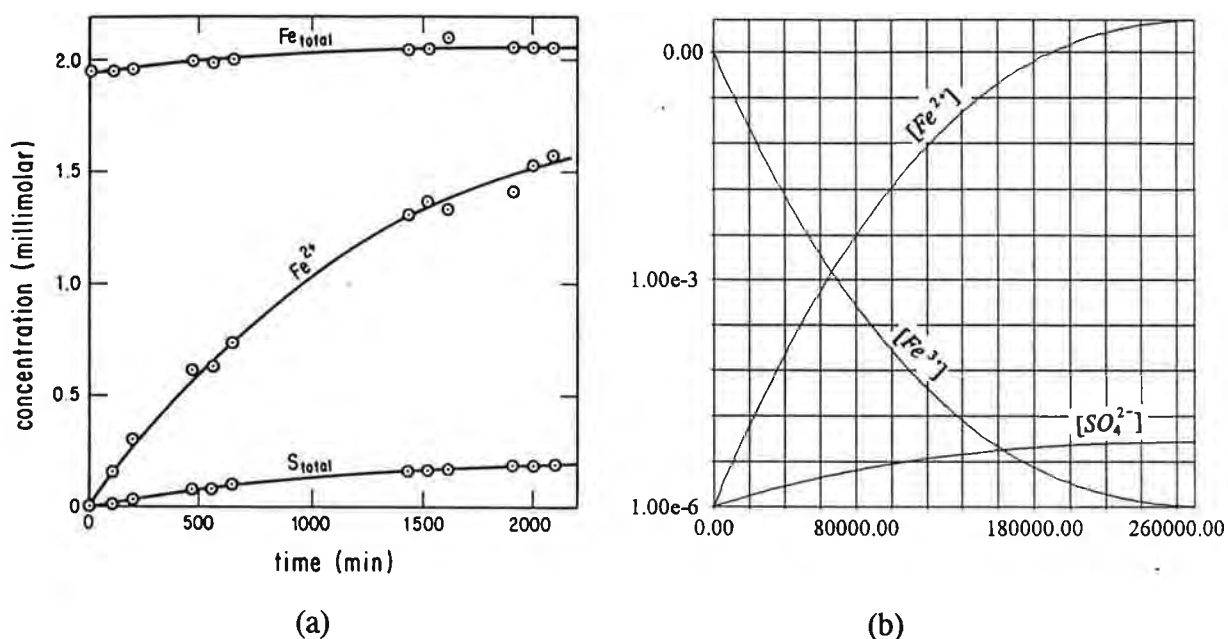 Fe total
2.0
1.5
1.0
0.5
0
Fe2+
S total
0
500
1000
1500
2000
concentration (millimolar)
time (min)
(a)
0.00
1.00e-3
1.00e-6
[Fe2+]
[Fe3+]
[SO4 2-]
0.00
80000.00
180000.00
260000.00
(b)